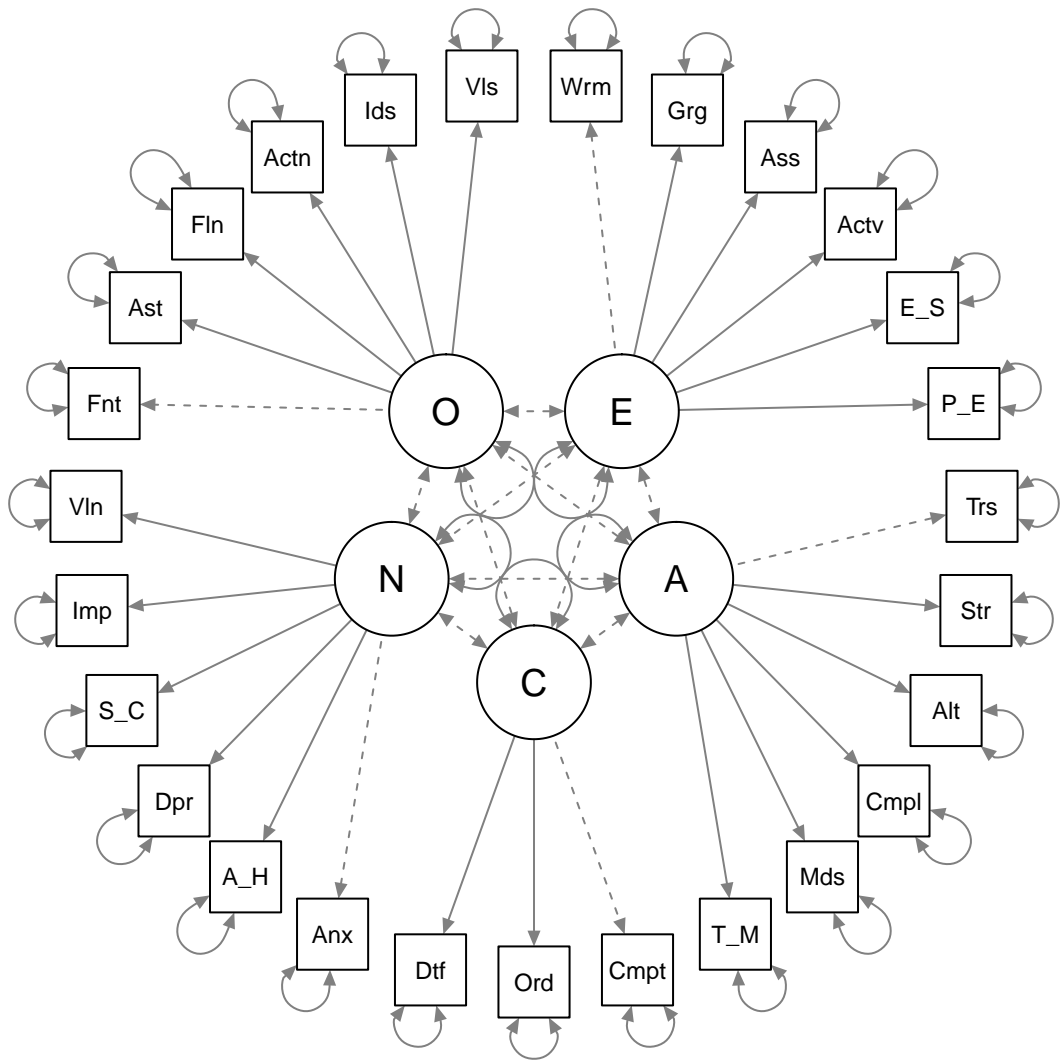 Vls
Wrm
Ids
Grg
Actn
Ass
Fln
Actv
Ast
E_S
Fnt
O
E
P_E
Vln
Trs
N
A
Imp
Str
C
S_C
Alt
Dpr
Cmpl
A_H
Mds
Anx
T_M
Dtf
Ord
Cmpt